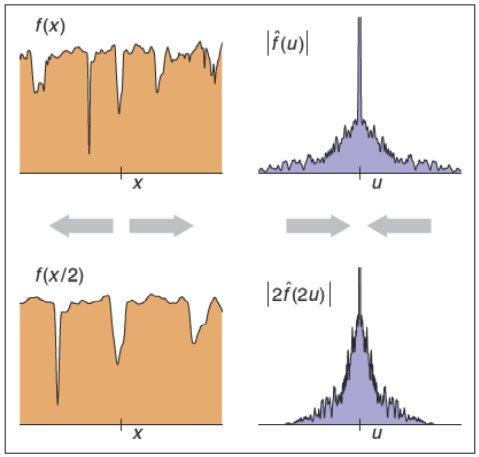 f(x)
|f̂(u)|
x
u
f(x/2)
|2f̂(2u)|
x
u